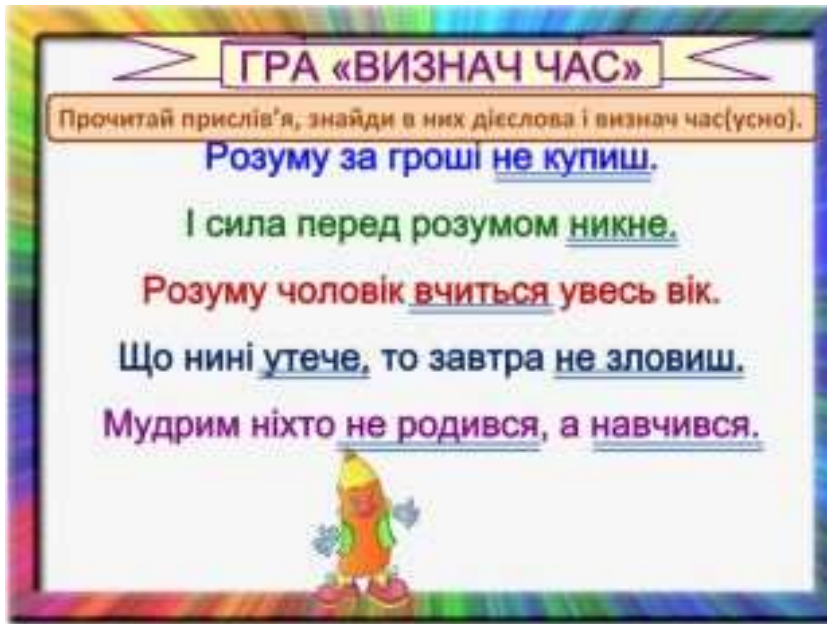 ГРА «ВИЗНАЧ ЧАС»
Прочитай прислів'я, знайди в них дієслова і визнач час(усно).
Розуму за гроші не купиш.
І сила перед розумом никне.
Розуму чоловік вчиться увесь вік.
Що нині утече, то завтра не зловиш.
Мудрим ніхто не родився, а навчився.